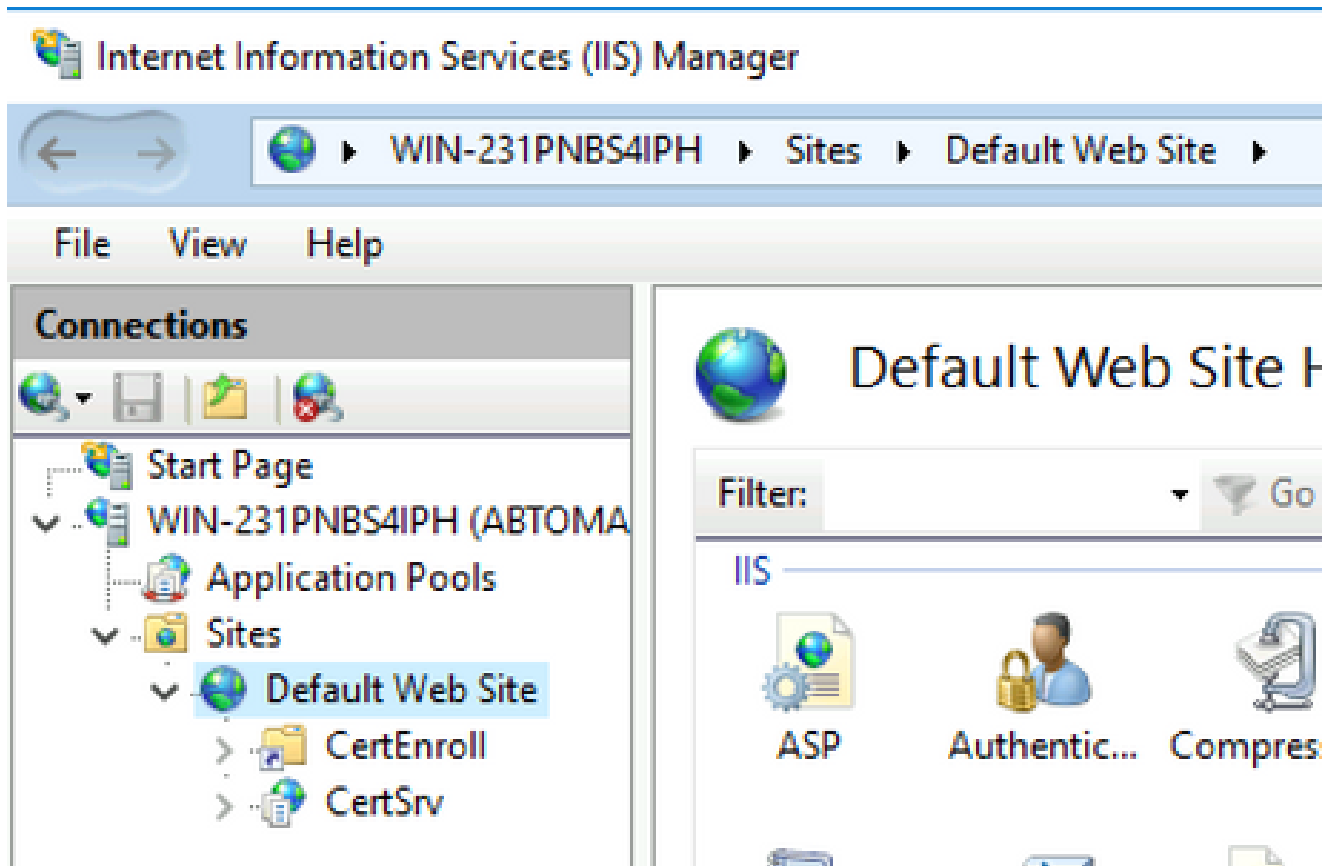 Internet Information Services (IIS) Manager
WIN-231PNBS4IPH Sites Default Web Site
File View Help
Connections
Start Page
WIN-231PNBS4IPH (ABTOMA
Application Pools
Sites
Default Web Site
CertEnroll
CertSrv
Default Web Site H
Filter: Go
IIS
ASP Authentic... Compres